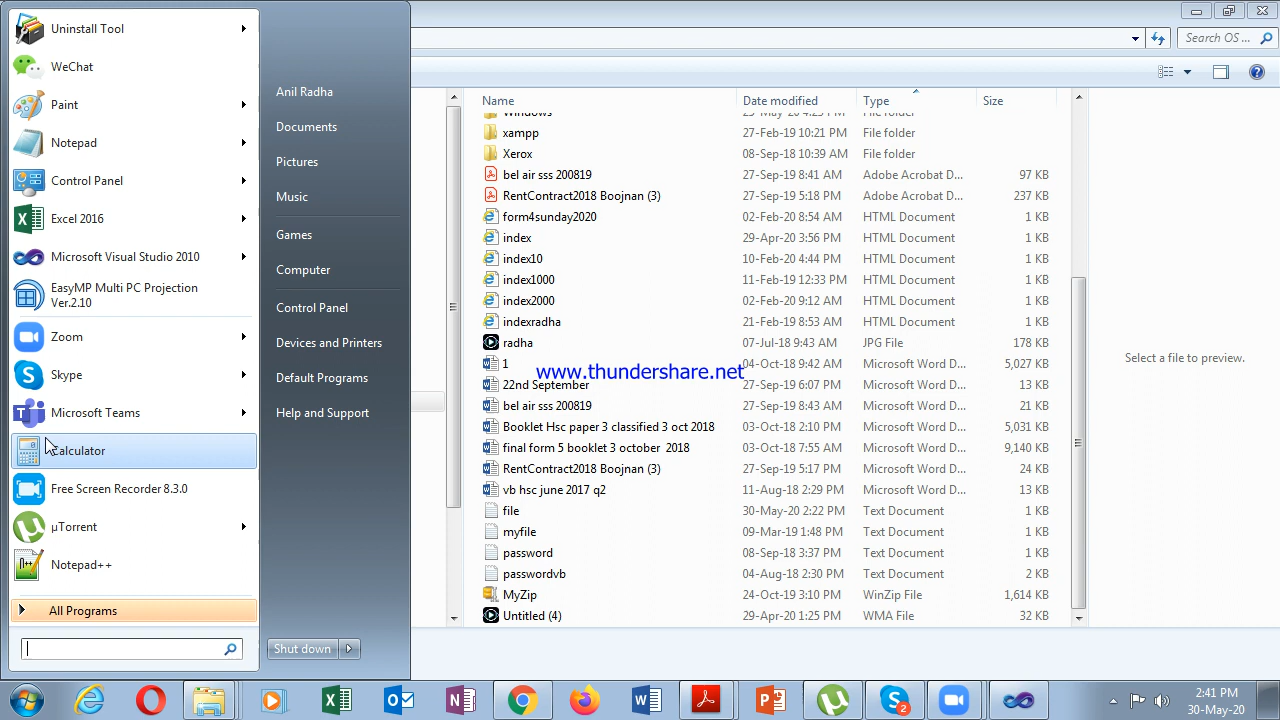 Uninstall Tool
WeChat
Paint
Notepad
Control Panel
Excel 2016
Microsoft Visual Studio 2010
EasyMP Multi PC Projection
Ver.2.10
Zoom
Skype
Microsoft Teams
Calculator
Free Screen Recorder 8.3.0
µTorrent
Notepad++
All Programs
Anil Radha
Documents
Pictures
Music
Games
Computer
Control Panel
Devices and Printers
Default Programs
Help and Support
Shut down
Search OS ...
Name Date modified Type Size
Windows 29-May-20 4:25 PM File folder
xampp 27-Feb-19 10:21 PM File folder
Xerox 08-Sep-18 10:39 AM File folder
bel air sss 200819 27-Sep-19 8:41 AM Adobe Acrobat D... 97 KB
RentContract2018 Boojnan (3) 27-Sep-19 5:18 PM Adobe Acrobat D... 237 KB
form4sunday2020 02-Feb-20 8:54 AM HTML Document 1 KB
index 29-Apr-20 3:56 PM HTML Document 1 KB
index10 10-Feb-20 4:44 PM HTML Document 1 KB
index1000 11-Feb-20 12:33 PM HTML Document 1 KB
index2000 02-Feb-20 9:12 AM HTML Document 1 KB
indexradha 21-Feb-19 8:53 AM HTML Document 1 KB
radha 07-Jul-18 9:43 AM JPG File 178 KB
1 04-Oct-18 9:42 AM Microsoft Word D... 5,027 KB
www.thundershare.net
22nd September 27-Sep-19 6:07 PM Microsoft Word D... 13 KB
bel air sss 200819 27-Sep-19 8:43 AM Microsoft Word D... 21 KB
Booklet Hsc paper 3 classified 3 oct 2018 03-Oct-18 2:10 PM Microsoft Word D... 5,031 KB
final form 5 booklet 3 october 2018 03-Oct-18 7:55 AM Microsoft Word D... 9,140 KB
RentContract2018 Boojnan (3) 27-Sep-19 5:17 PM Microsoft Word D... 24 KB
vb hsc june 2017 q2 11-Aug-18 2:29 PM Microsoft Word D... 13 KB
file 30-May-20 2:22 PM Text Document 1 KB
myfile 09-Mar-19 1:48 PM Text Document 1 KB
password 08-Sep-18 3:37 PM Text Document 1 KB
passwordvb 04-Aug-18 2:30 PM Text Document 2 KB
MyZip 24-Oct-19 3:10 PM WinZip File 1,614 KB
Untitled (4) 29-Apr-20 1:25 PM WMA File 32 KB
Select a file to preview.
2
2:41 PM
30-May-20